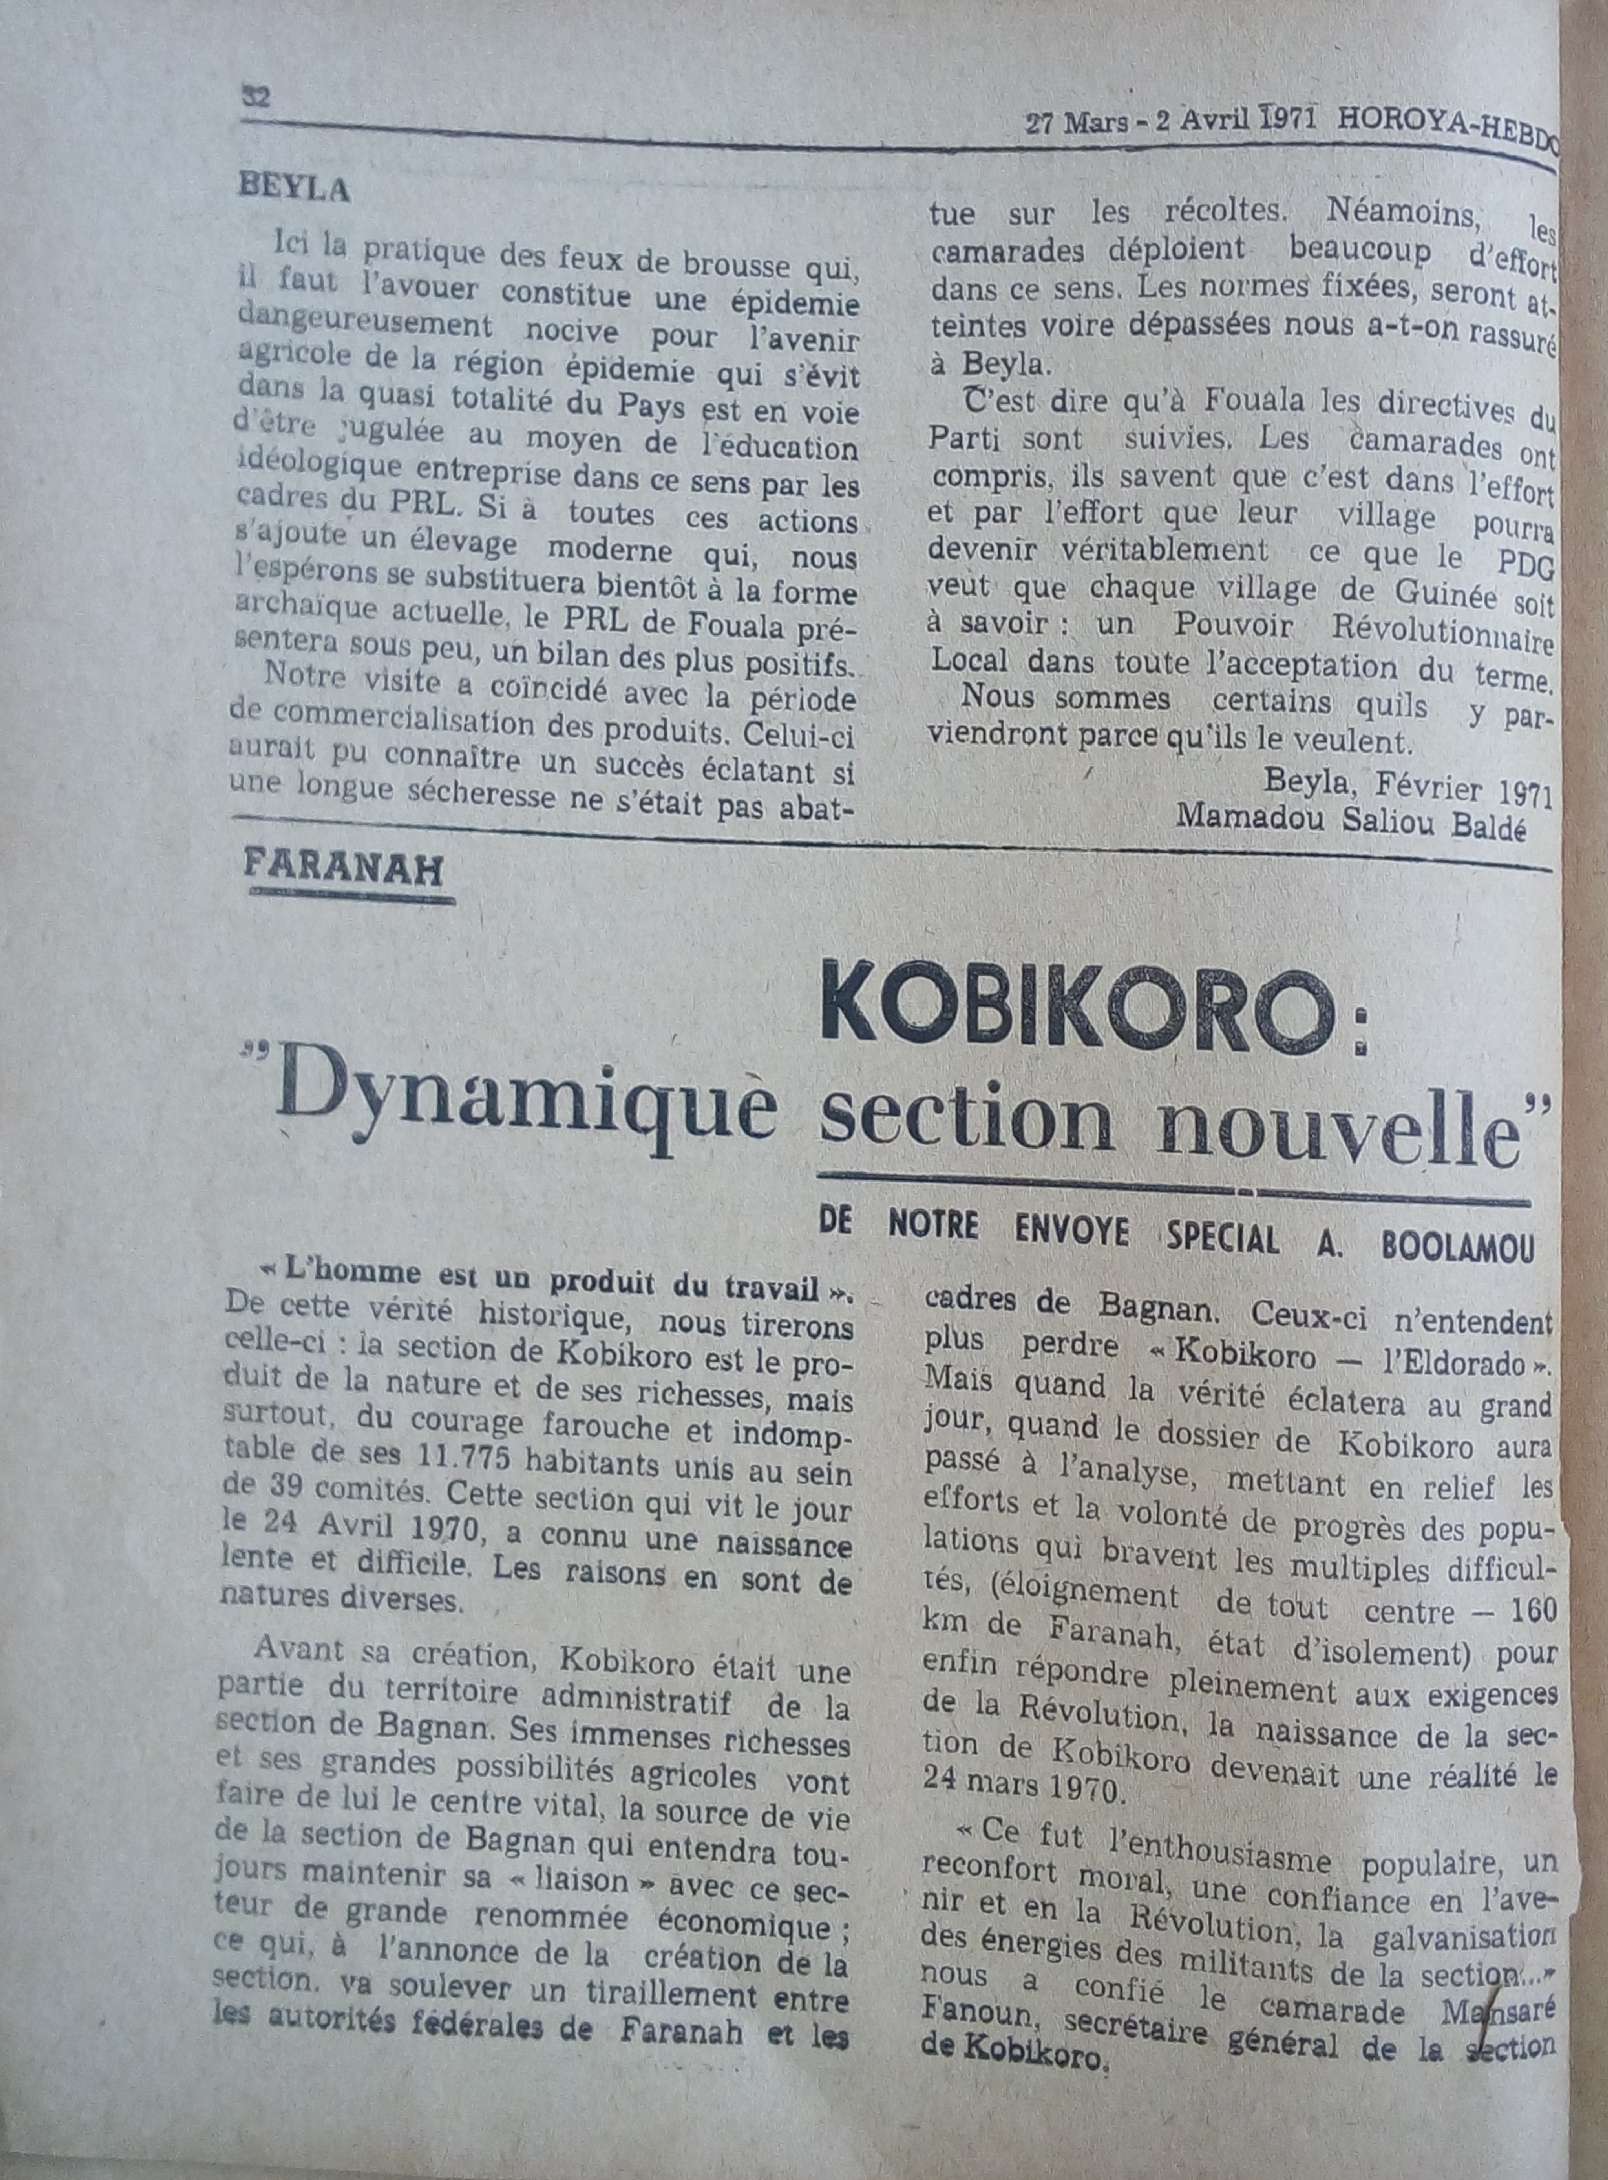 32
27 Mars - 2 Avril 1971 HOROYA-HEBDO
BEYLA
Ici la pratique des feux de brousse qui,
il faut l'avouer constitue une épidemie
dangeureusement nocive pour l'avenir
agricole de la région épidemie qui s'évit
dans la quasi totalité du Pays est en voie
d'être jugulée au moyen de l'éducation
idéologique entreprise dans ce sens par les
cadres du PRL. Si à toutes ces actions
s'ajoute un élevage moderne qui, nous
l'espérons se substituera bientôt à la forme
archaïque actuelle, le PRL de Fouala pré-
sentera sous peu, un bilan des plus positifs.
Notre visite a coïncidé avec la période
de commercialisation des produits. Celui-ci
aurait pu connaître un succès éclatant si
une longue sécheresse ne s'était pas abat-
tue sur les récoltes. Néamoins, les
camarades déploient beaucoup d'effort
dans ce sens. Les normes fixées, seront at-
teintes voire dépassées nous a-t-on rassuré
à Beyla.
C'est dire qu'à Fouala les directives du
Parti sont suivies. Les camarades ont
compris, ils savent que c'est dans l'effort
et par l'effort que leur village pourra
devenir véritablement ce que le PDG
veut que chaque village de Guinée soit
à savoir : un Pouvoir Révolutionnaire
Local dans toute l'acceptation du terme.
Nous sommes certains quils y par-
viendront parce qu'ils le veulent.
Beyla, Février 1971
Mamadou Saliou Baldé
FARANAH
KOBIKORO :
"Dynamique section nouvelle"
DE NOTRE ENVOYE SPECIAL A. BOOLAMOU
« L'homme est un produit du travail ».
De cette vérité historique, nous tirerons
celle-ci : la section de Kobikoro est le pro-
duit de la nature et de ses richesses, mais
surtout, du courage farouche et indomp-
table de ses 11.775 habitants unis au sein
de 39 comités. Cette section qui vit le jour
le 24 Avril 1970, a connu une naissance
lente et difficile. Les raisons en sont de
natures diverses.
Avant sa création, Kobikoro était une
partie du territoire administratif de la
section de Bagnan. Ses immenses richesses
et ses grandes possibilités agricoles vont
faire de lui le centre vital, la source de vie
de la section de Bagnan qui entendra tou-
jours maintenir sa « liaison » avec ce sec-
teur de grande renommée économique ;
ce qui, à l'annonce de la création de la
section, va soulever un tiraillement entre
les autorités fédérales de Faranah et les
cadres de Bagnan. Ceux-ci n'entendent
plus perdre « Kobikoro — l'Eldorado ».
Mais quand la vérité éclatera au grand
jour, quand le dossier de Kobikoro aura
passé à l'analyse, mettant en relief les
efforts et la volonté de progrès des popu-
lations qui bravent les multiples difficul-
tés, (éloignement de tout centre — 160
km de Faranah, état d'isolement) pour
enfin répondre pleinement aux exigences
de la Révolution, la naissance de la sec-
tion de Kobikoro devenait une réalité le
24 mars 1970.
« Ce fut l'enthousiasme populaire, un
reconfort moral, une confiance en l'ave-
nir et en la Révolution, la galvanisation
des énergies des militants de la section...»
nous a confié le camarade Mansaré
Fanoun, secrétaire général de la section
de Kobikoro.